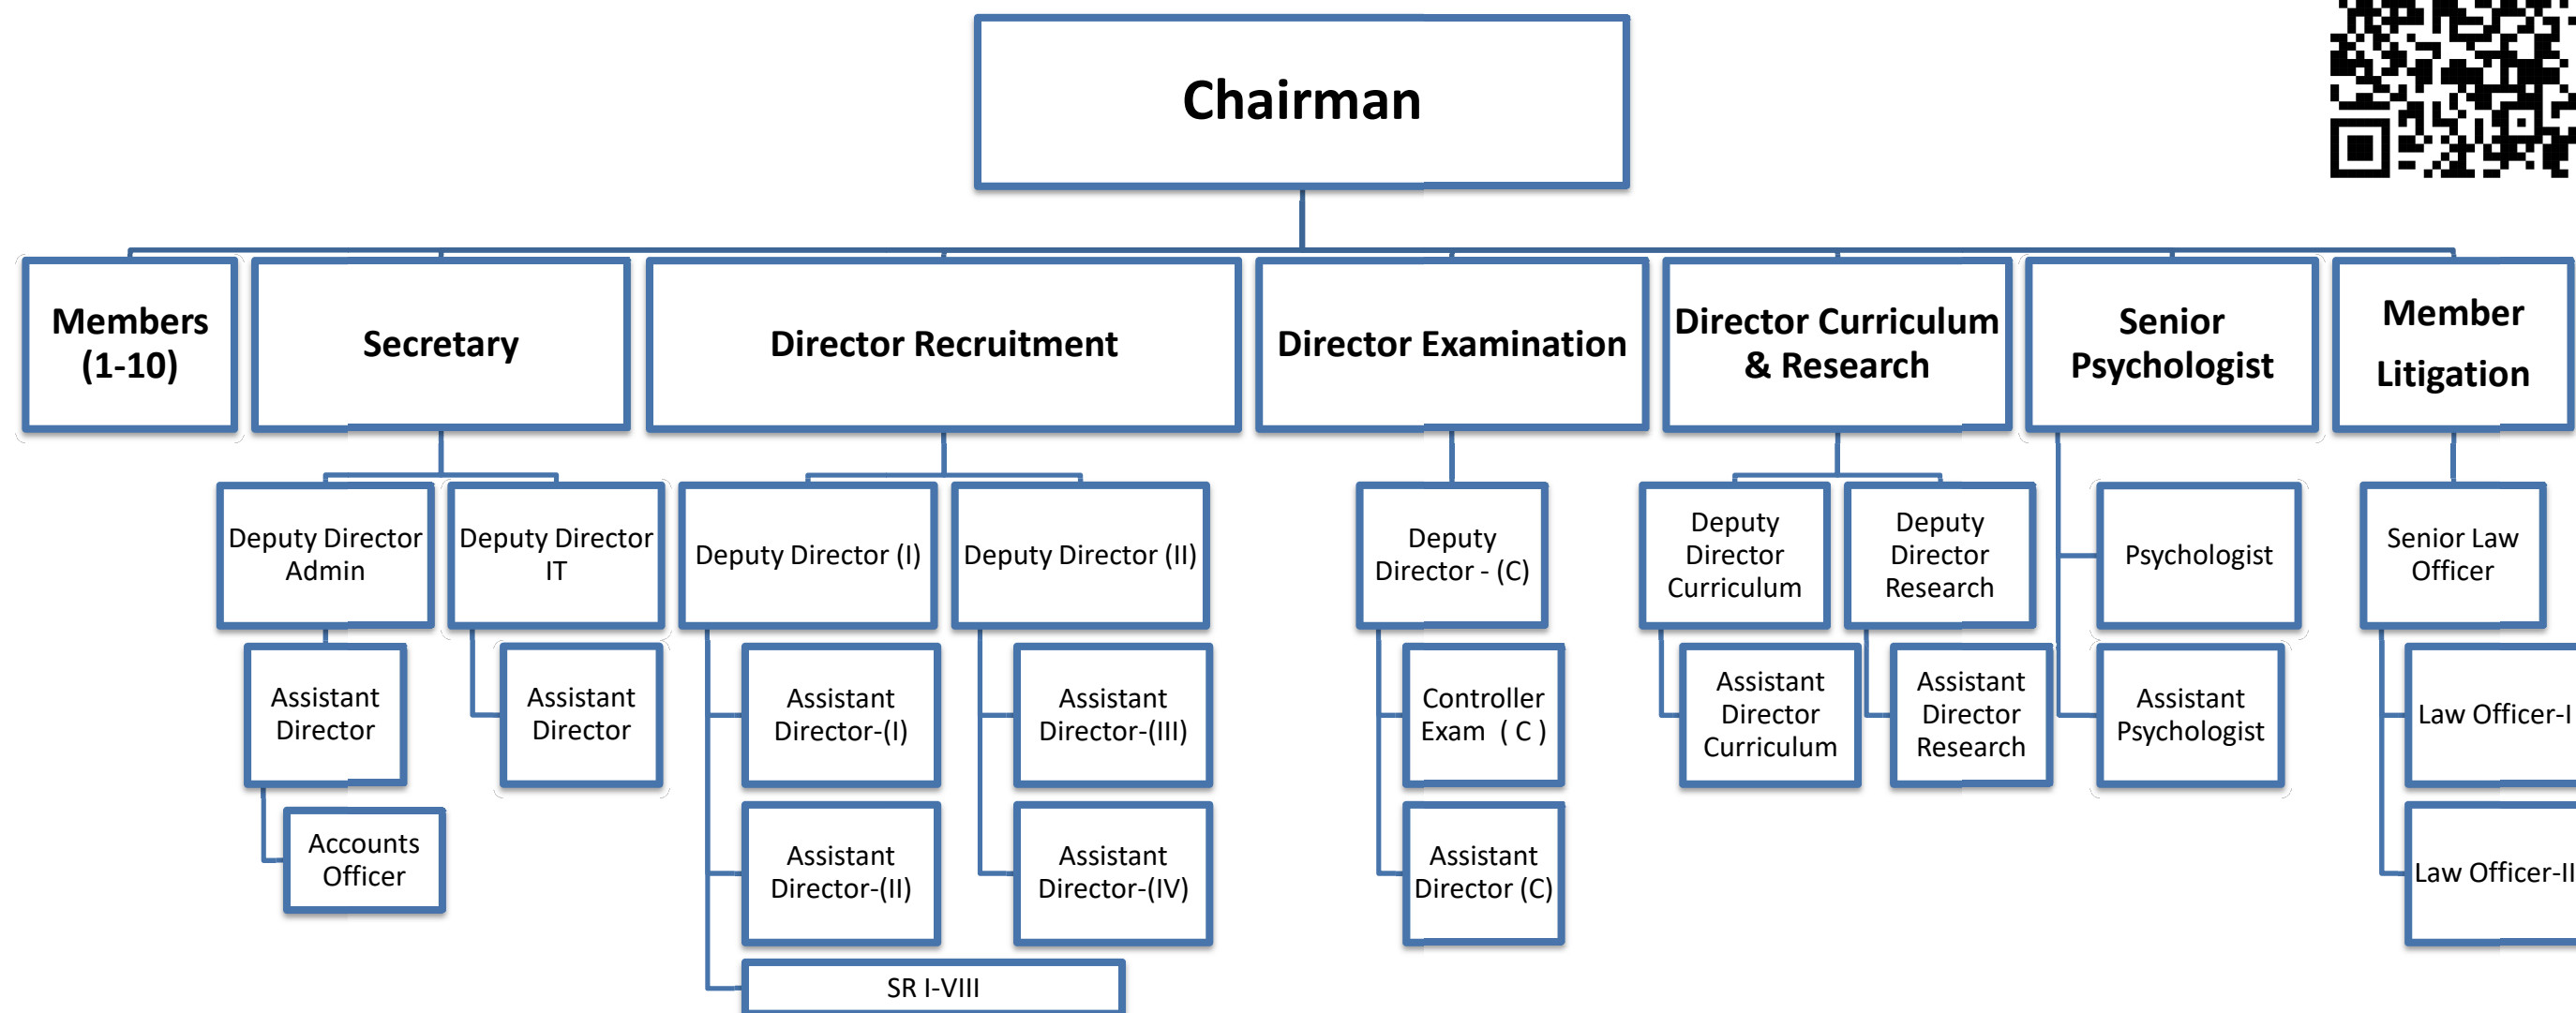 Chairman
Members
(1-10)
Secretary
Director Recruitment
Director Examination
Director Curriculum
& Research
Senior
Psychologist
Member
Litigation
Deputy Director
Admin
Deputy Director
IT
Deputy Director (I)
Deputy Director (II)
Deputy
Director - (C)
Deputy
Director
Curriculum
Deputy
Director
Research
Psychologist
Senior Law
Officer
Assistant
Director
Assistant
Director
Assistant
Director-(I)
Assistant
Director-(III)
Controller
Exam ( C )
Assistant
Director
Curriculum
Assistant
Director
Research
Assistant
Psychologist
Law Officer-I
Accounts
Officer
Assistant
Director-(II)
Assistant
Director-(IV)
Assistant
Director (C)
Law Officer-II
SR I-VIII